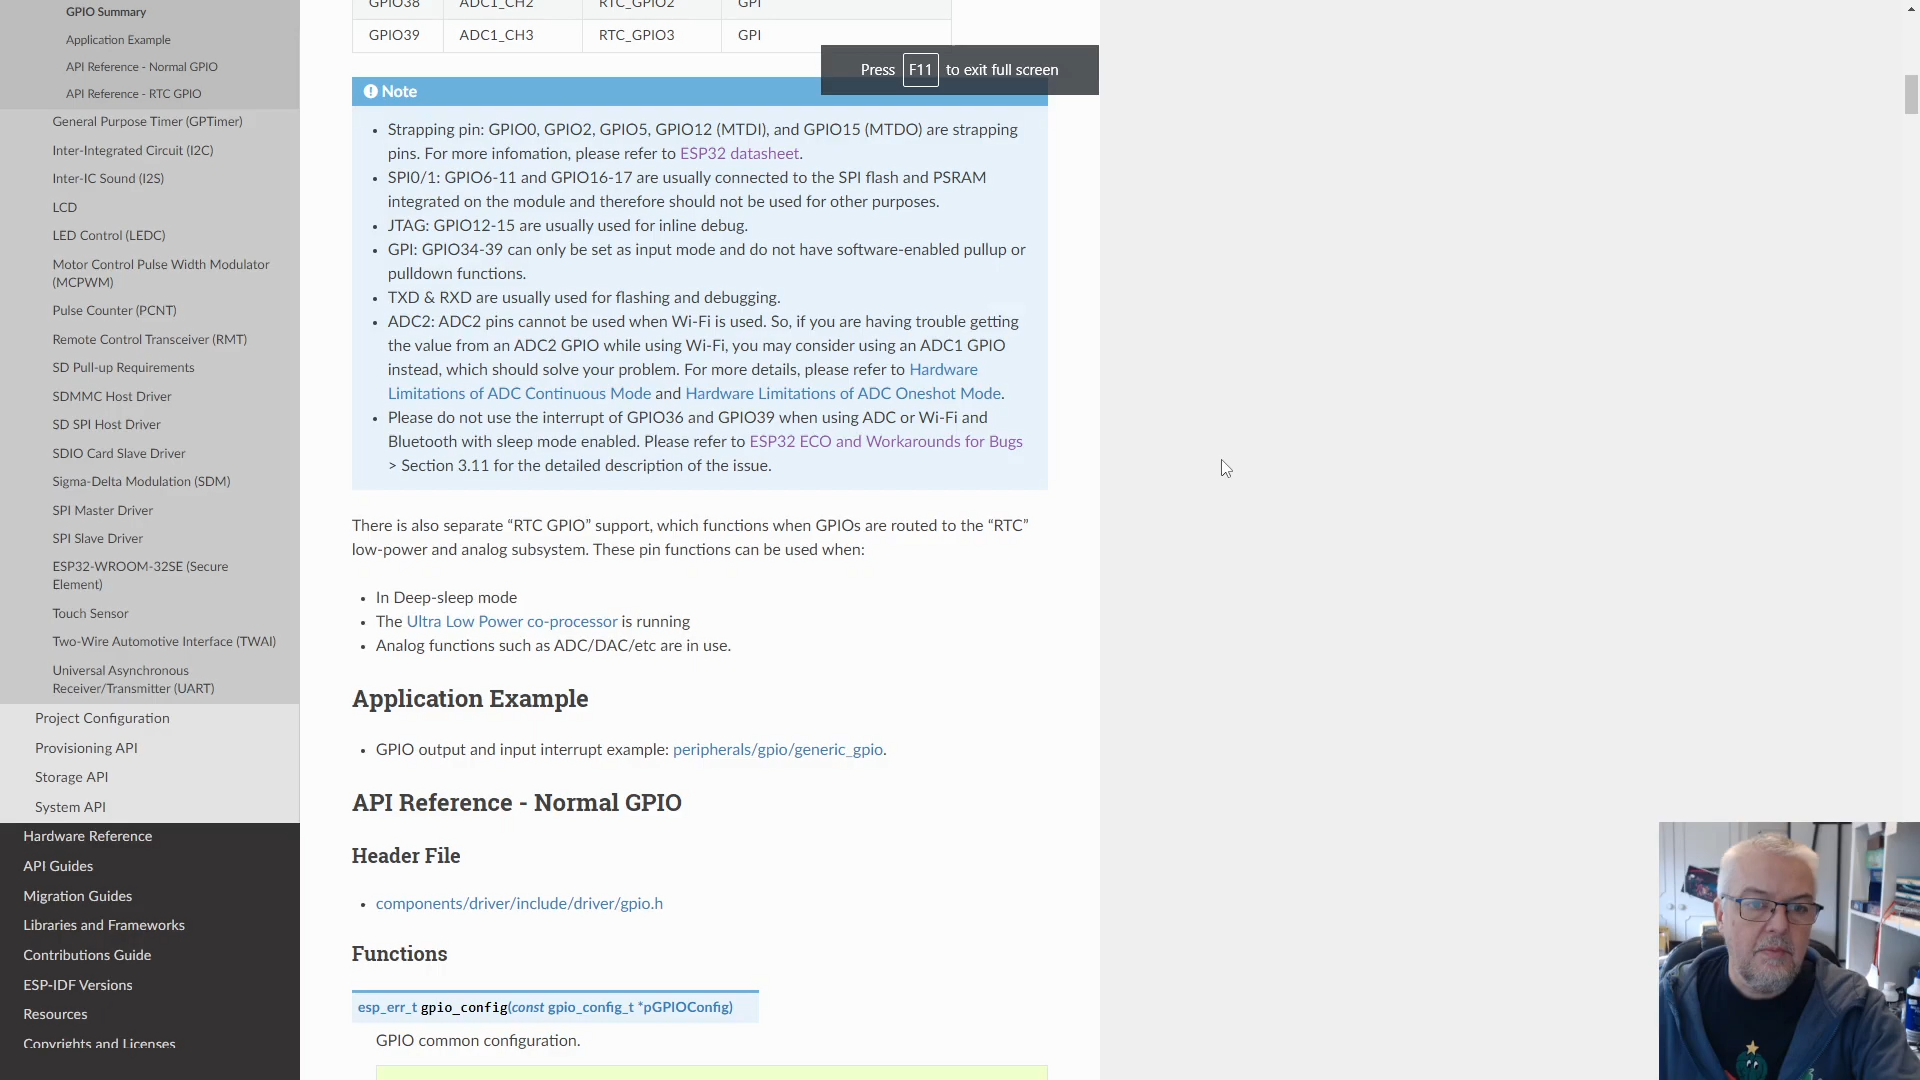 GPIO Summary
Application Example
API Reference - Normal GPIO
API Reference - RTC GPIO
General Purpose Timer (GPTimer)
Inter-Integrated Circuit (I2C)
Inter-IC Sound (I2S)
LCD
LED Control (LEDC)
Motor Control Pulse Width Modulator
(MCPWM)
Pulse Counter (PCNT)
Remote Control Transceiver (RMT)
SD Pull-up Requirements
SDMMC Host Driver
SD SPI Host Driver
SDIO Card Slave Driver
Sigma-Delta Modulation (SDM)
SPI Master Driver
SPI Slave Driver
ESP32-WROOM-32SE (Secure
Element)
Touch Sensor
Two-Wire Automotive Interface (TWAI)
Universal Asynchronous
Receiver/Transmitter (UART)
Project Configuration
Provisioning API
Storage API
System API
Hardware Reference
API Guides
Migration Guides
Libraries and Frameworks
Contributions Guide
ESP-IDF Versions
Resources
Copyrights and Licenses
GPIO38 ADC1_CH2 RTC_GPIO2 GPI
GPIO39 ADC1_CH3 RTC_GPIO3 GPI
Press F11 to exit full screen
Note
• Strapping pin: GPIO0, GPIO2, GPIO5, GPIO12 (MTDI), and GPIO15 (MTDO) are strapping
pins. For more infomation, please refer to ESP32 datasheet.
• SPI0/1: GPIO6-11 and GPIO16-17 are usually connected to the SPI flash and PSRAM
integrated on the module and therefore should not be used for other purposes.
• JTAG: GPIO12-15 are usually used for inline debug.
• GPI: GPIO34-39 can only be set as input mode and do not have software-enabled pullup or
pulldown functions.
• TXD & RXD are usually used for flashing and debugging.
• ADC2: ADC2 pins cannot be used when Wi-Fi is used. So, if you are having trouble getting
the value from an ADC2 GPIO while using Wi-Fi, you may consider using an ADC1 GPIO
instead, which should solve your problem. For more details, please refer to Hardware
Limitations of ADC Continuous Mode and Hardware Limitations of ADC Oneshot Mode.
• Please do not use the interrupt of GPIO36 and GPIO39 when using ADC or Wi-Fi and
Bluetooth with sleep mode enabled. Please refer to ESP32 ECO and Workarounds for Bugs
> Section 3.11 for the detailed description of the issue.
There is also separate “RTC GPIO” support, which functions when GPIOs are routed to the “RTC”
low-power and analog subsystem. These pin functions can be used when:
• In Deep-sleep mode
• The Ultra Low Power co-processor is running
• Analog functions such as ADC/DAC/etc are in use.
Application Example
• GPIO output and input interrupt example: peripherals/gpio/generic_gpio.
API Reference - Normal GPIO
Header File
• components/driver/include/driver/gpio.h
Functions
esp_err_t gpio_config(const gpio_config_t *pGPIOConfig)
GPIO common configuration.